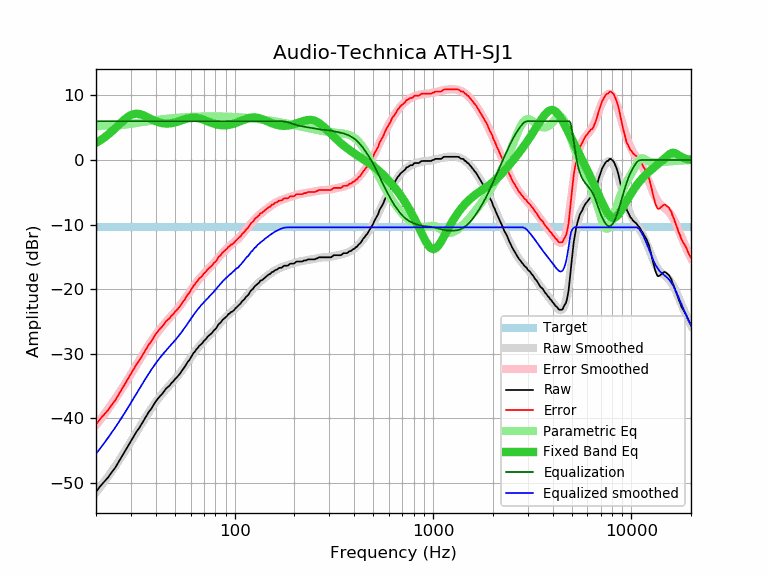 Audio-Technica ATH-SJ1
10
0
−10
−20
−30
−40
−50
Amplitude (dBr)
100
1000
10000
Frequency (Hz)
Target
Raw Smoothed
Error Smoothed
Raw
Error
Parametric Eq
Fixed Band Eq
Equalization
Equalized smoothed